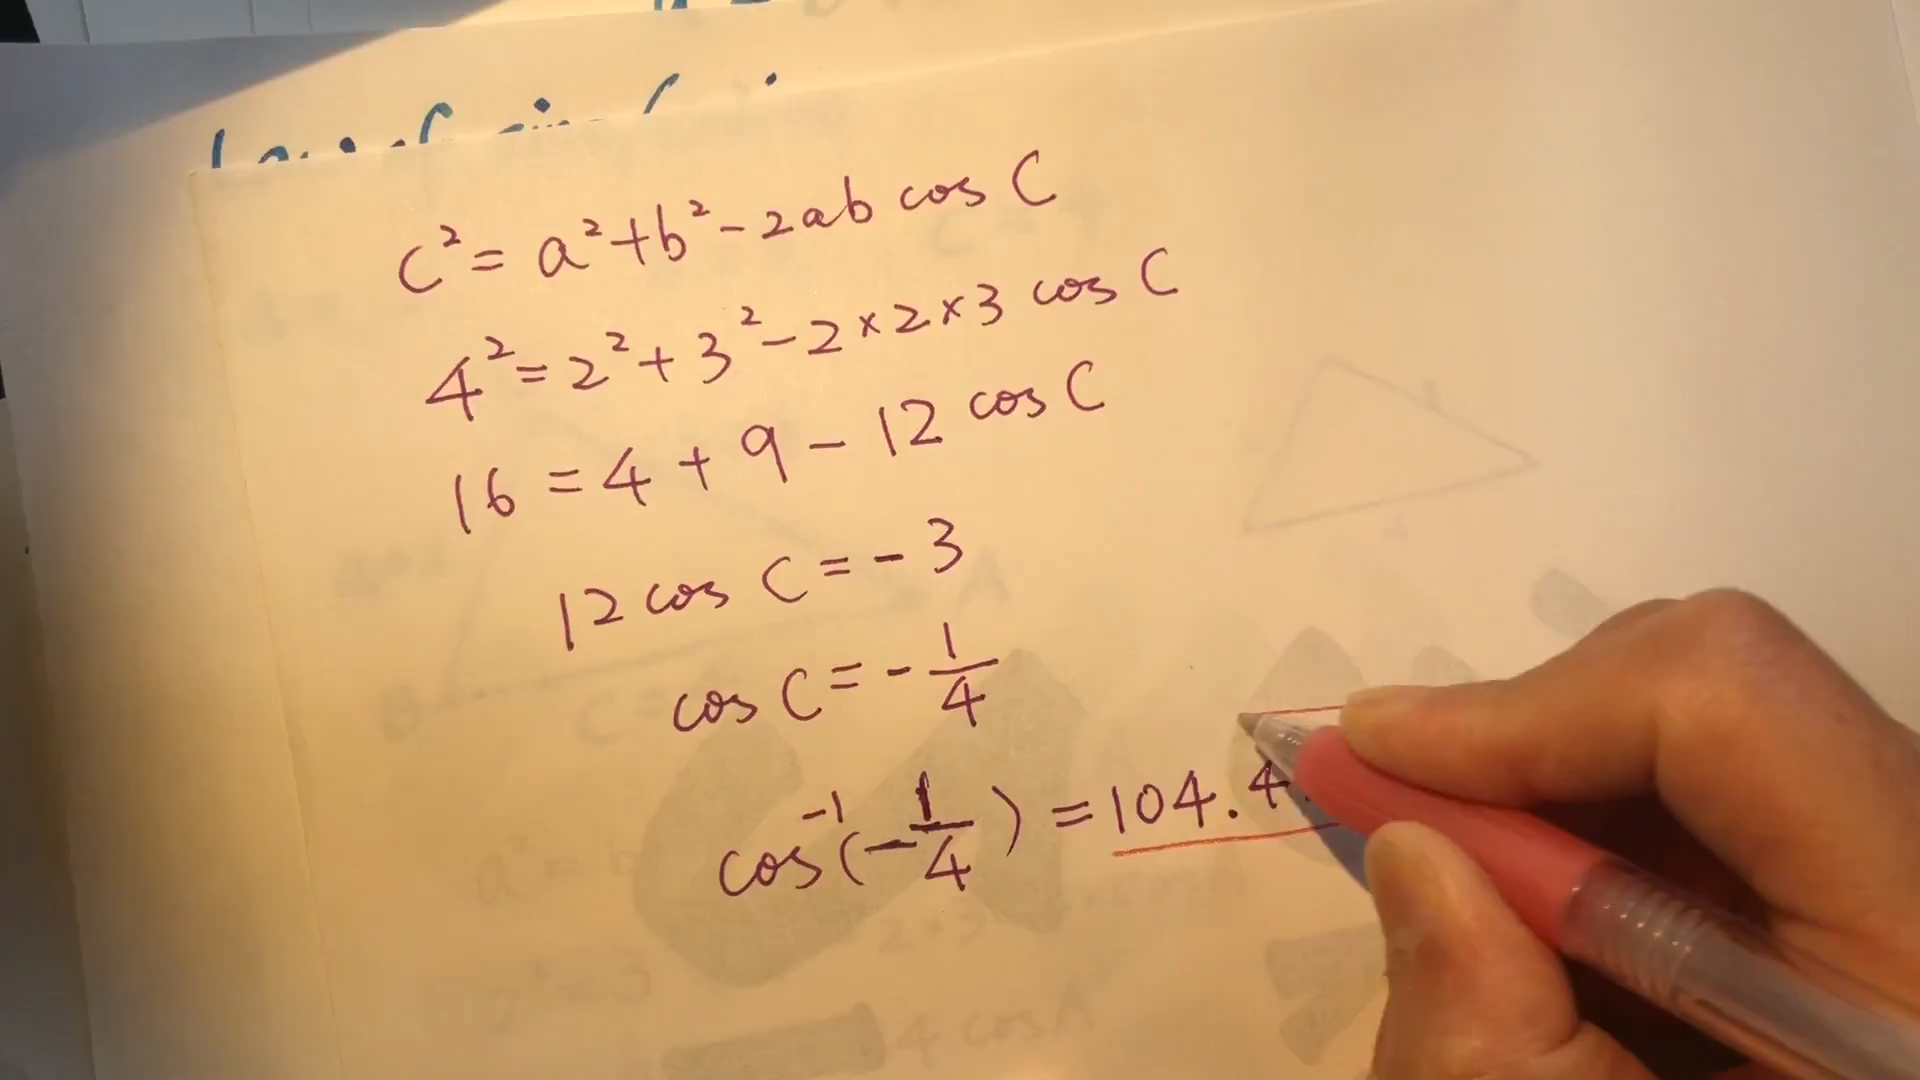 c² = a² + b² - 2ab cos C
4² = 2² + 3² - 2 × 2 × 3 cos C
16 = 4 + 9 - 12 cos C
12 cos C = - 3
cos C = - 1/4
cos⁻¹(- 1/4) = 104.4